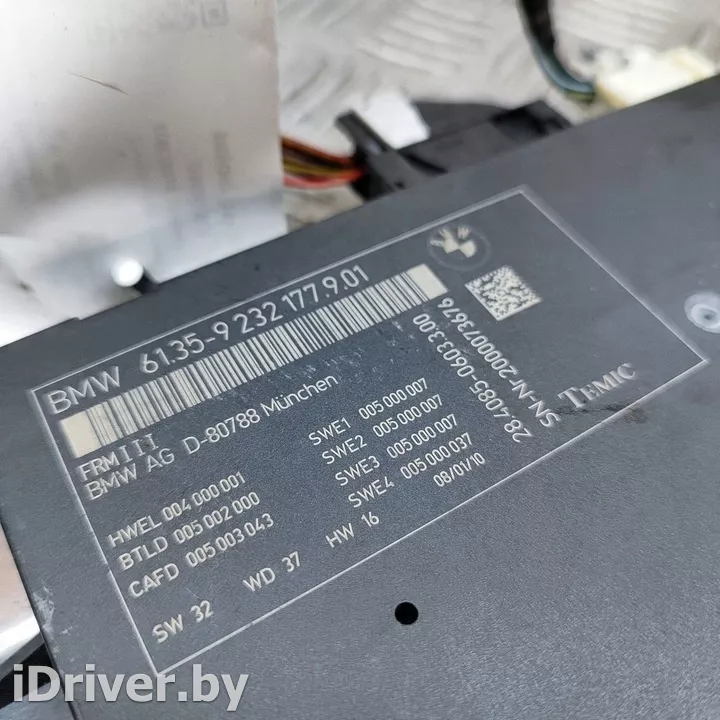 BMW 61.35-9 232 177.9.01
FRM III
BMW AG D-80788 München
HWEL 004 000 001
BTLD 005 002 000
CAFD 005 003 043
SWE1 005 000 007
SWE2 005 000 007
SWE3 005 000 007
SWE4 005 000 037
08/01/10
SW 32 WD 37 HW 16
284085-0603.3.00
SN-Nr 2000073676
TEMIC
iDriver.by